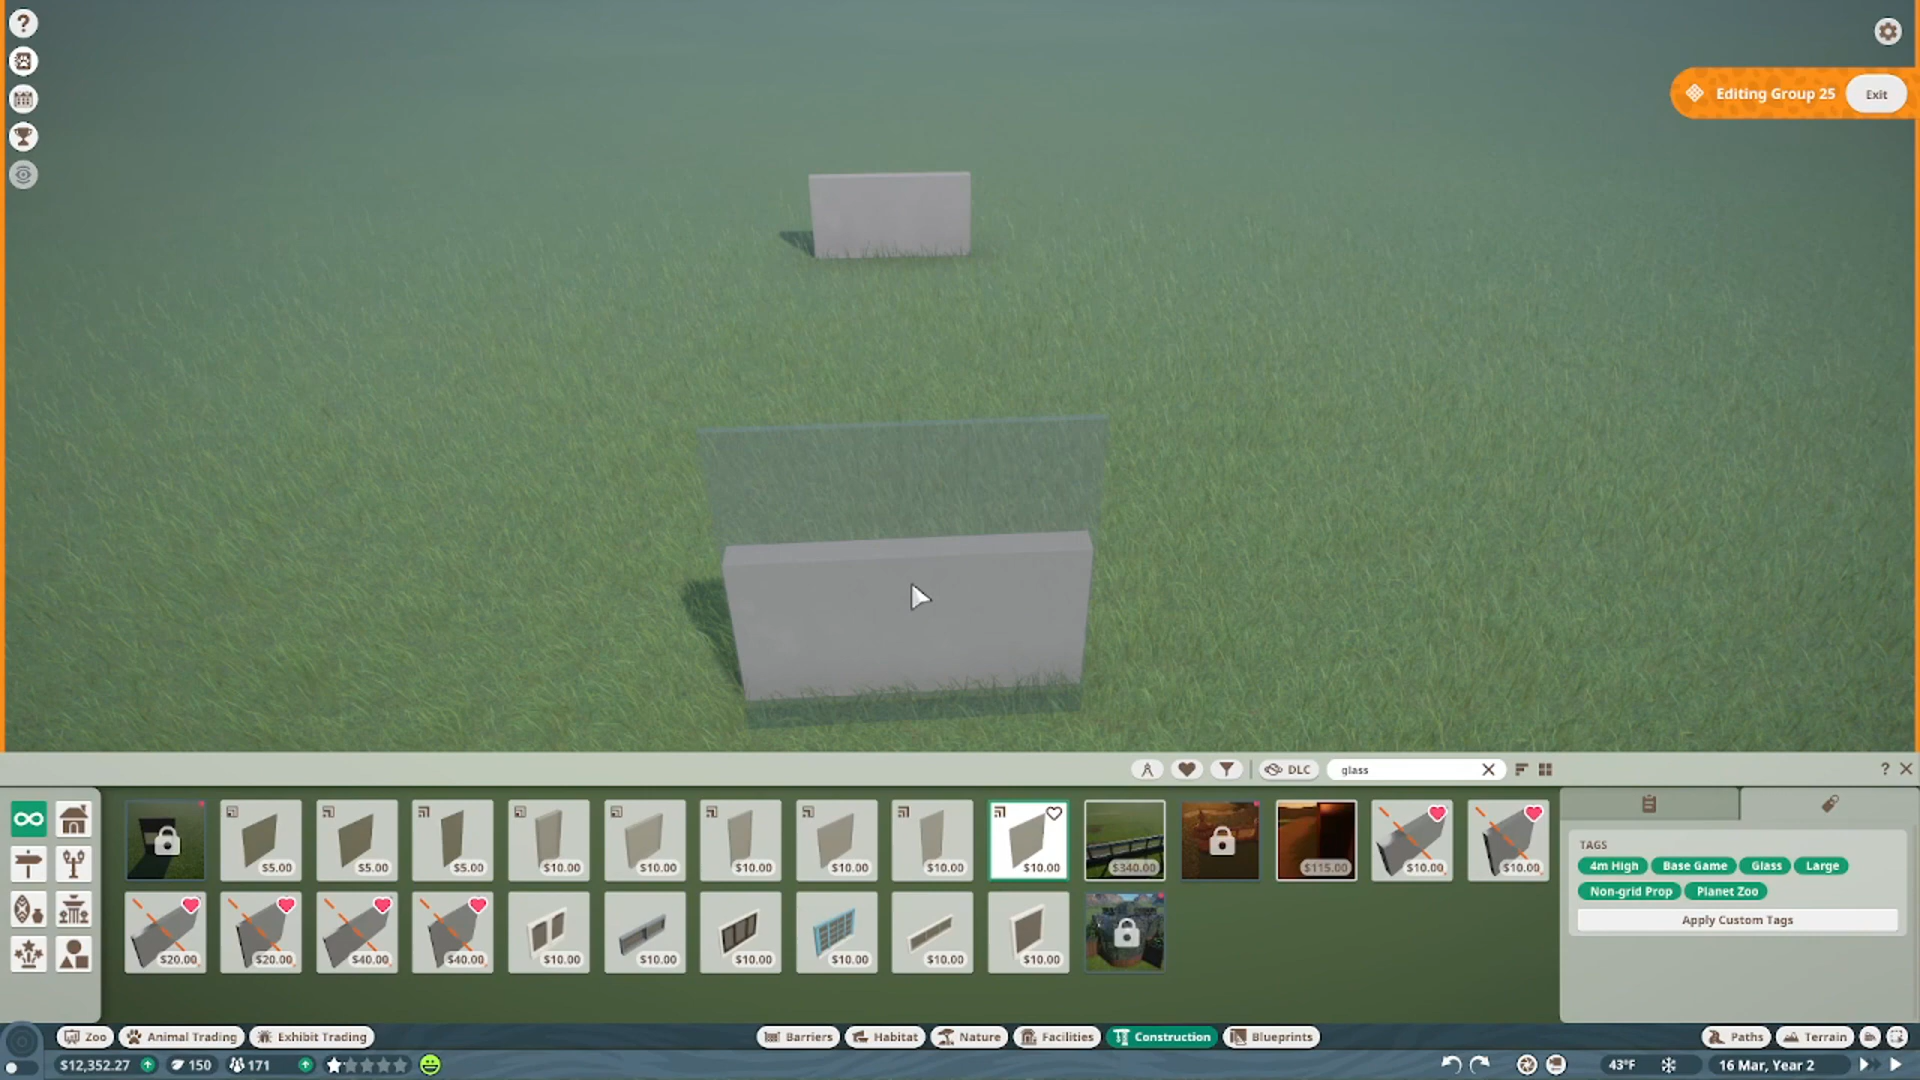 ?
Editing Group 25
Exit
DLC
glass
?
$5.00
$5.00
$5.00
$10.00
$10.00
$10.00
$10.00
$10.00
$10.00
$340.00
$115.00
$10.00
$10.00
$20.00
$20.00
$40.00
$40.00
$10.00
$10.00
$10.00
$10.00
$10.00
$10.00
TAGS
4m High
Base Game
Glass
Large
Non-grid Prop
Planet Zoo
Apply Custom Tags
Zoo
Animal Trading
Exhibit Trading
Barriers
Habitat
Nature
Facilities
Construction
Blueprints
Paths
Terrain
$12,352.27
150
171
43°F
16 Mar, Year 2